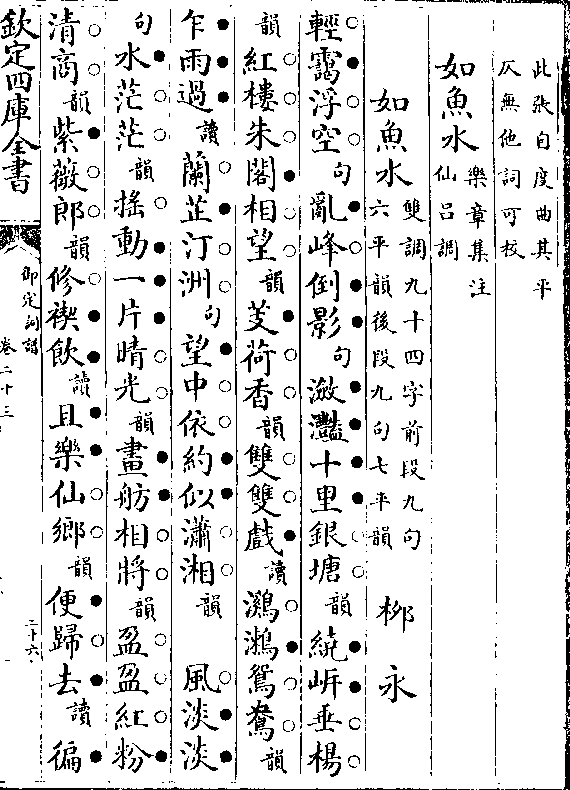 此張自度曲其平
仄無他詞可校
如魚水
樂章集注
仙呂調
如魚水
雙調九十四字前段九句
六平韻後段九句七平韻
柳永
輕靄浮空句亂峰倒影句瀲灩十里銀塘韻繞岍垂楊
韻紅樓朱閣相望韻芰荷香韻雙雙戲讀鸂鶒鴛鴦韻
乍雨過讀蘭芷汀洲句望中依約似瀟湘韻 風淡淡
句水茫茫韻搖動一片晴光韻畫舫相將韻盈盈紅粉
清商韻紫薇郎韻修禊飲讀且樂仙鄉韻便歸去讀徧
欽定四庫全書
御定詞譜
卷二十三
二十六